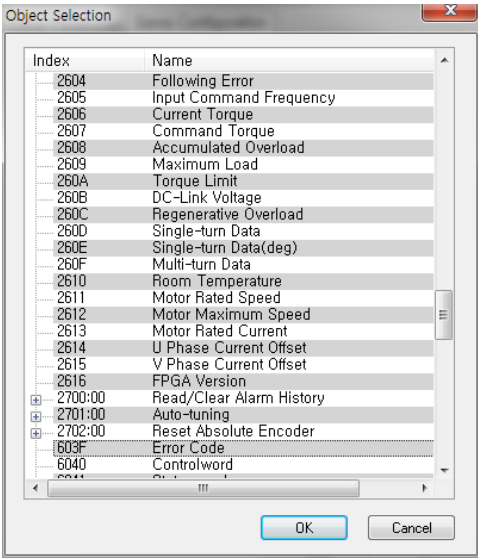 Object Selection
Index Name
2604 Following Error
2605 Input Command Frequency
2606 Current Torque
2607 Command Torque
2608 Accumulated Overload
2609 Maximum Load
260A Torque Limit
260B DC-Link Voltage
260C Regenerative Overload
260D Single-turn Data
260E Single-turn Data(deg)
260F Multi-turn Data
2610 Room Temperature
2611 Motor Rated Speed
2612 Motor Maximum Speed
2613 Motor Rated Current
2614 U Phase Current Offset
2615 V Phase Current Offset
2616 FPGA Version
2700:00 Read/Clear Alarm History
2701:00 Auto-tuning
2702:00 Reset Absolute Encoder
603F Error Code
6040 Controlword
OK Cancel